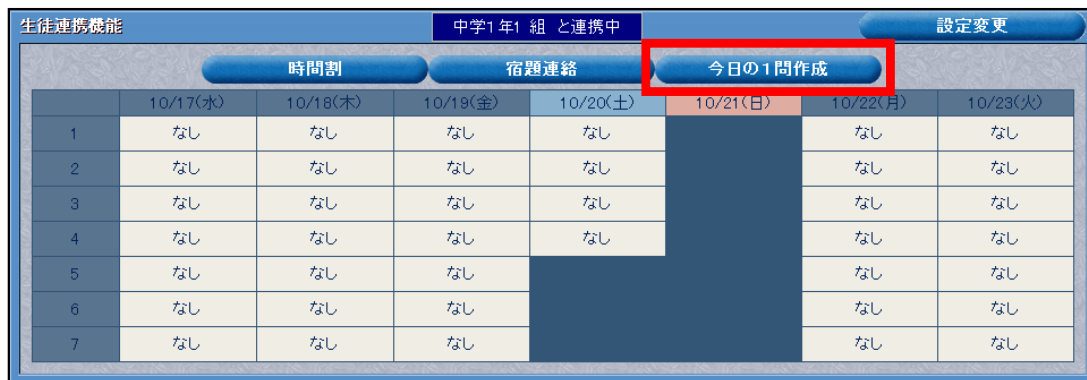 生徒連携機能 中学1年1 組 と連携中 設定変更
時間割 宿題連絡 今日の1問作成
10/17(水) 10/18(木) 10/19(金) 10/20(土) 10/21(日) 10/22(月) 10/23(火)
1 なし なし なし なし なし なし
2 なし なし なし なし なし なし
3 なし なし なし なし なし なし
4 なし なし なし なし なし なし
5 なし なし なし なし なし
6 なし なし なし なし なし
7 なし なし なし なし なし